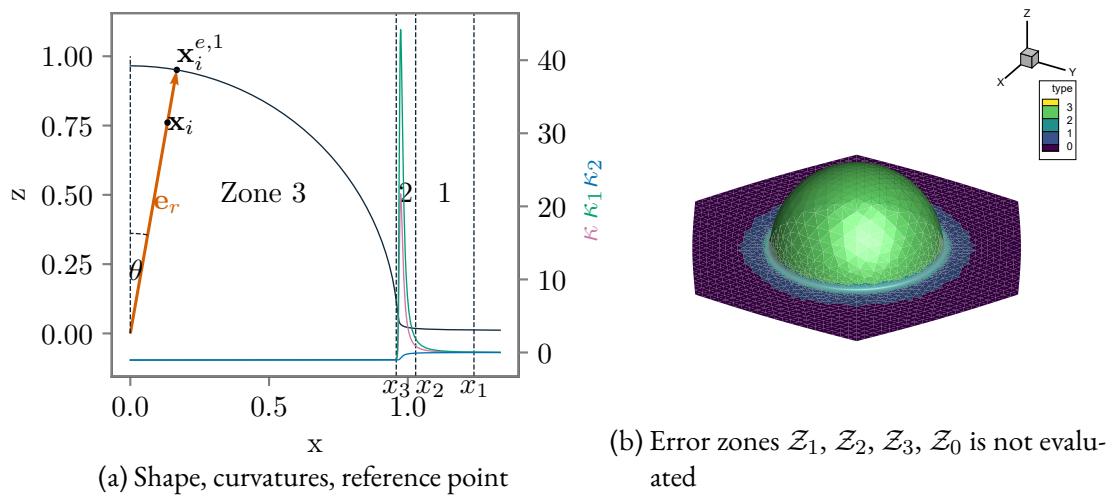 1.00
0.75
0.50
0.25
0.00
z
x_i^{e,1}
x_i
e_r
θ
Zone 3
2
1
40
30
20
10
0
κ κ_1 κ_2
x_3
x_2
x_1
0.0
0.5
1.0
x
(a) Shape, curvatures, reference point
Z
X
Y
type
3
2
1
0
(b) Error zones Z_1, Z_2, Z_3, Z_0 is not evalu-
ated